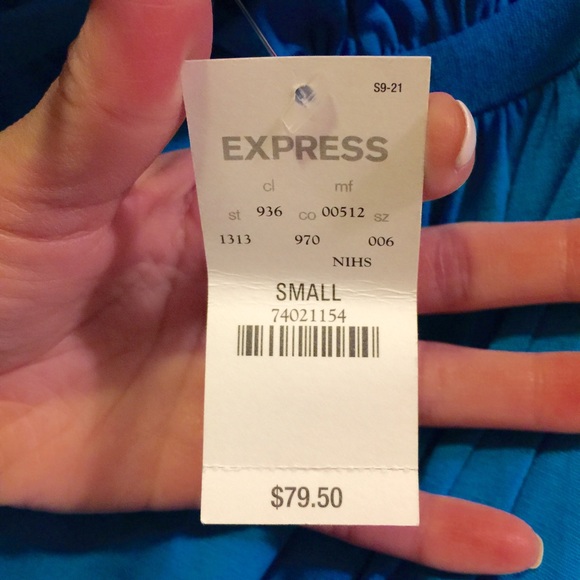 S9-21
EXPRESS
cl mf
st 936 co 00512 sz
1313 970 006
NIHS
SMALL
74021154
$79.50